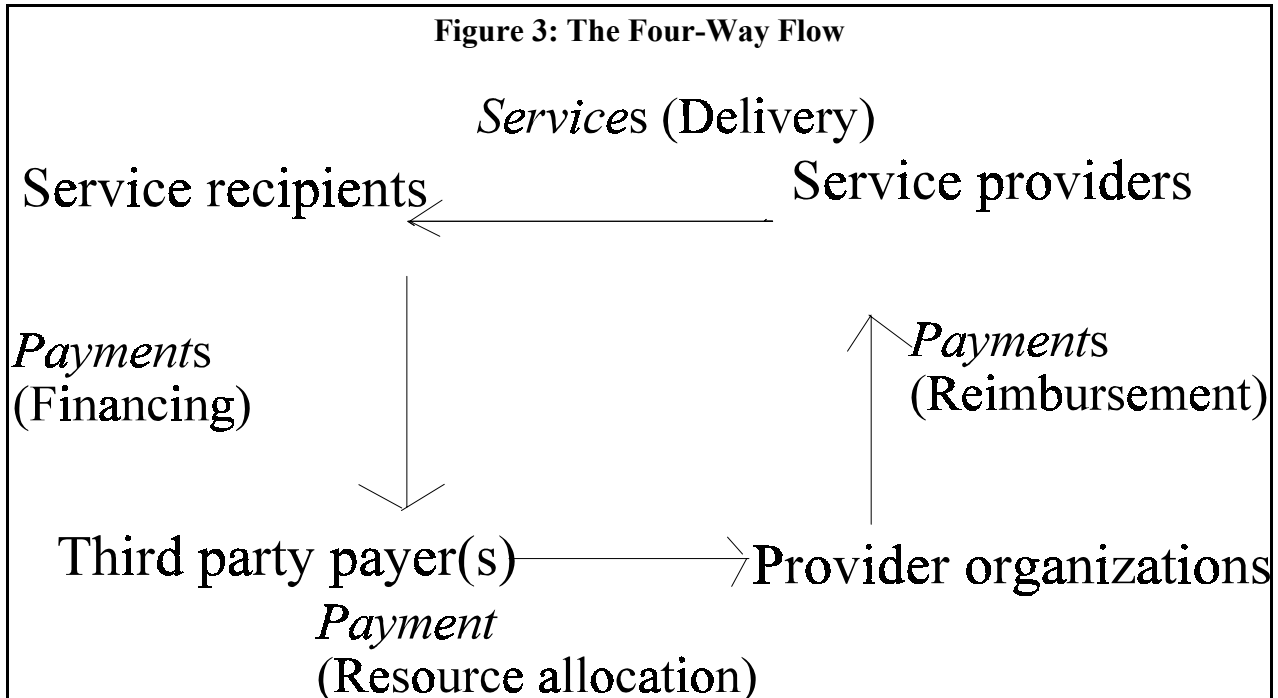 Figure 3: The Four-Way Flow
Services (Delivery)
Service recipients
Service providers
Payments
(Financing)
Payments
(Reimbursement)
Third party payer(s)
Provider organizations
Payment
(Resource allocation)